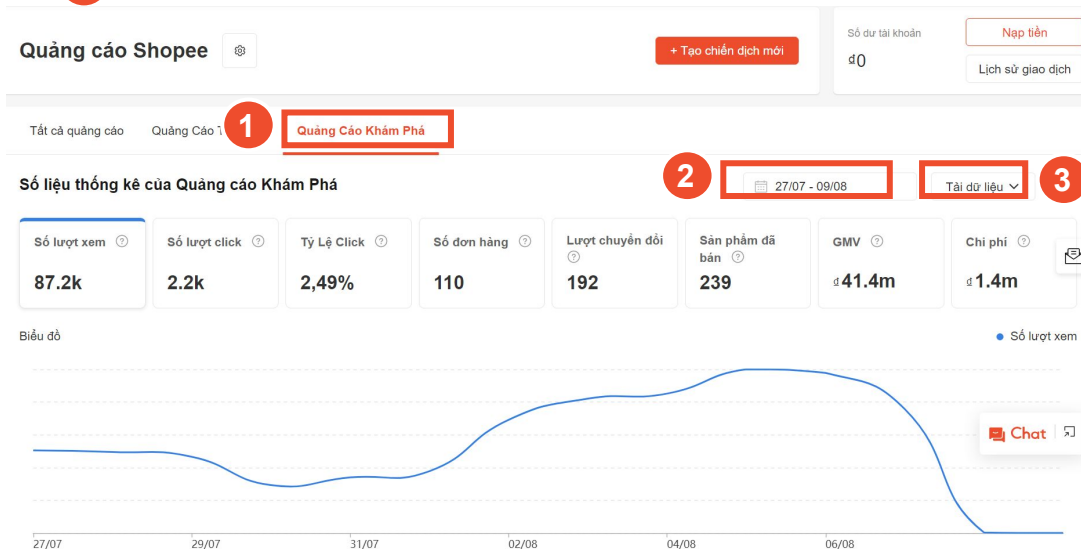 Quảng cáo Shopee
+ Tạo chiến dịch mới
Số dư tài khoản
₫0
Nạp tiền
Lịch sử giao dịch
Tất cả quảng cáo
Quảng Cáo
1
Quảng Cáo Khám Phá
Số liệu thống kê của Quảng cáo Khám Phá
2
27/07 - 09/08
Tải dữ liệu
3
Số lượt xem
87.2k
Số lượt click
2.2k
Tỷ Lệ Click
2,49%
Số đơn hàng
110
Lượt chuyển đổi
192
Sản phẩm đã
bán
239
GMV
₫41.4m
Chi phí
₫1.4m
Biểu đồ
Số lượt xem
Chat
27/07
29/07
31/07
02/08
04/08
06/08